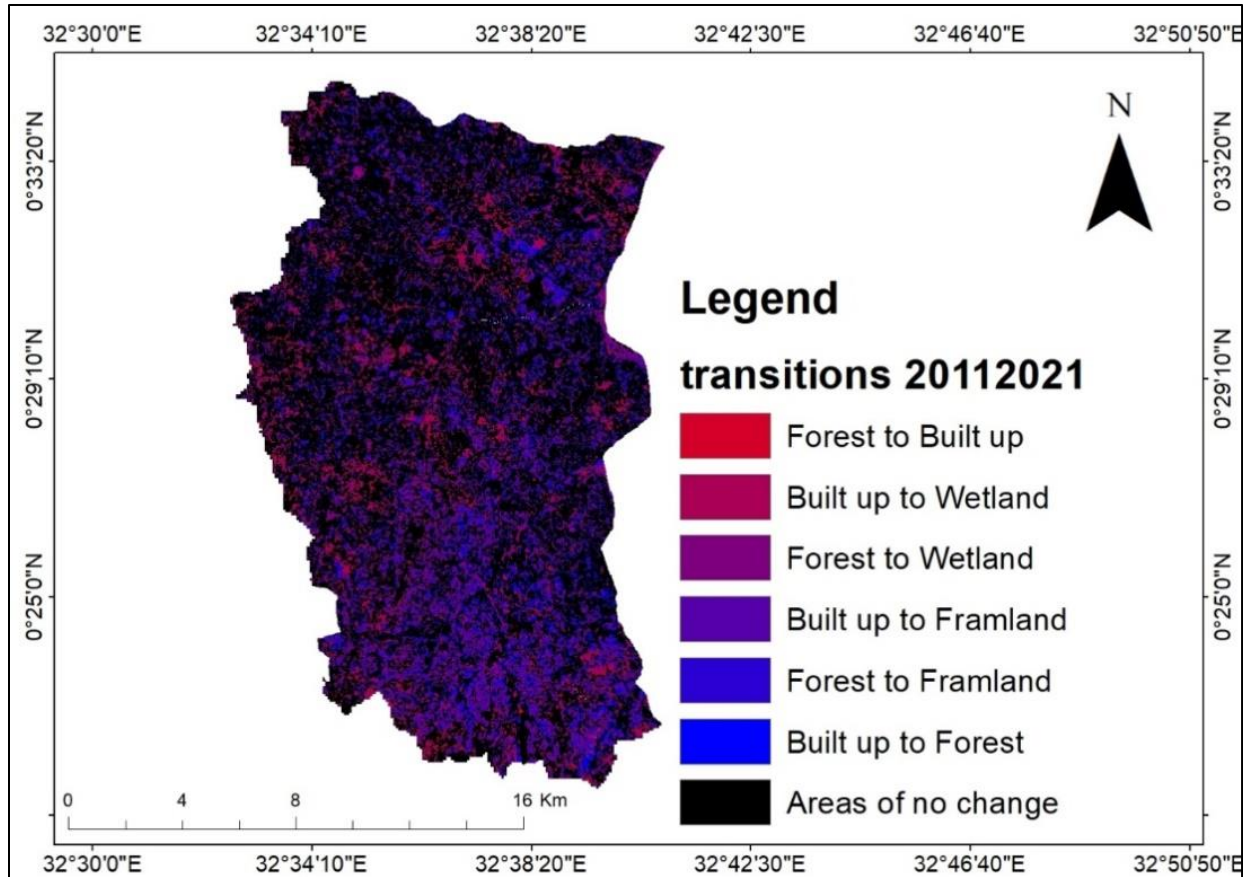 32°30'0"E 32°34'10"E 32°38'20"E 32°42'30"E 32°46'40"E 32°50'50"E
N
0°33'20"N 0°33'20"N
0°29'10"N 0°29'10"N
0°25'0"N 0°25'0"N
Legend
transitions 20112021
Forest to Built up
Built up to Wetland
Forest to Wetland
Built up to Framland
Forest to Framland
Built up to Forest
Areas of no change
0 4 8 16 Km
32°30'0"E 32°34'10"E 32°38'20"E 32°42'30"E 32°46'40"E 32°50'50"E